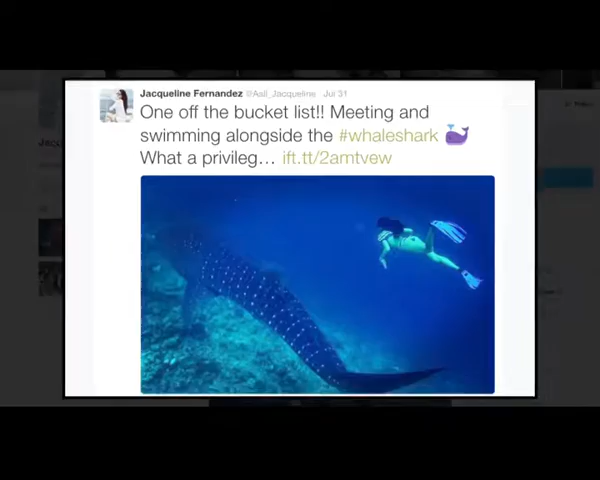 Jacqueline Fernandez @Asli_Jacqueline Jul 31
One off the bucket list!! Meeting and
swimming alongside the #whaleshark 🐳
What a privileg… ift.tt/2amtvew